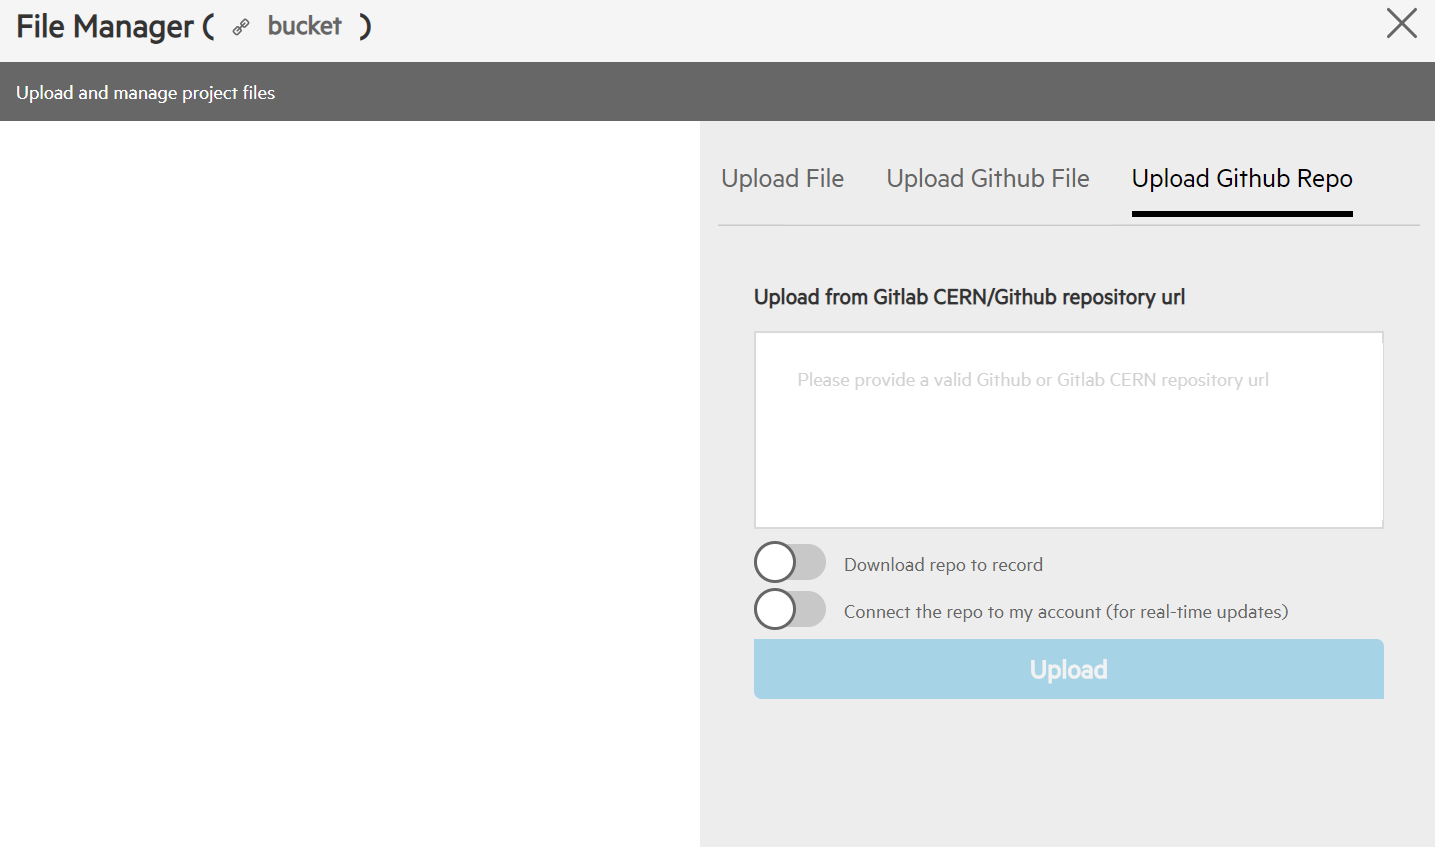 File Manager ( bucket )
Upload and manage project files
Upload File Upload Github File Upload Github Repo
Upload from Gitlab CERN/Github repository url
Please provide a valid Github or Gitlab CERN repository url
Download repo to record
Connect the repo to my account (for real-time updates)
Upload